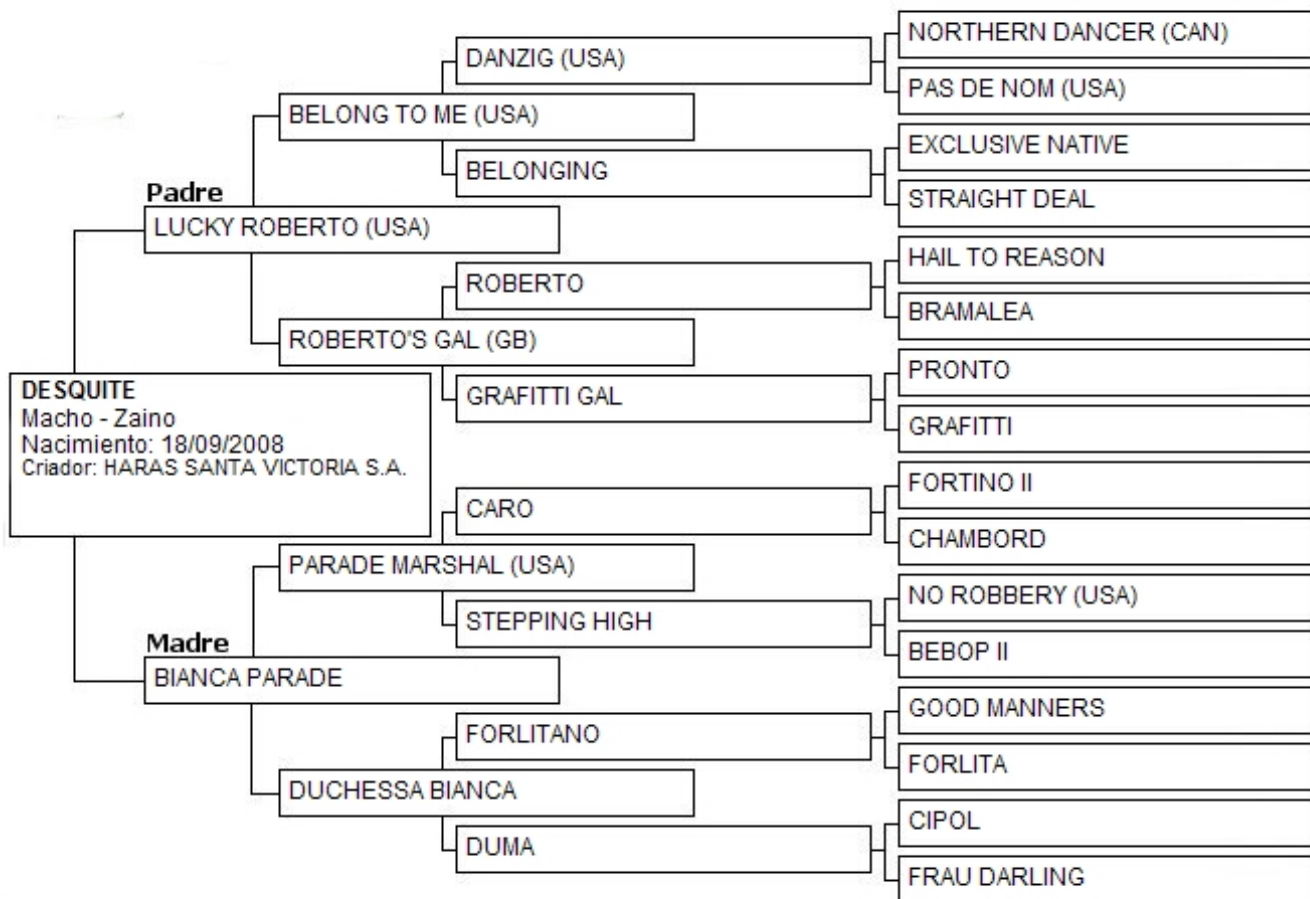 NORTHERN DANCER (CAN)
DANZIG (USA)
PAS DE NOM (USA)
BELONG TO ME (USA)
EXCLUSIVE NATIVE
BELONGING
STRAIGHT DEAL
Padre
LUCKY ROBERTO (USA)
HAIL TO REASON
ROBERTO
BRAMALEA
ROBERTO'S GAL (GB)
PRONTO
GRAFITTI GAL
GRAFITTI
DESQUITE
Macho - Zaino
Nacimiento: 18/09/2008
Criador: HARAS SANTA VICTORIA S.A.
FORTINO II
CARO
CHAMBORD
PARADE MARSHAL (USA)
NO ROBBERY (USA)
STEPPING HIGH
BEBOP II
Madre
BIANCA PARADE
GOOD MANNERS
FORLITANO
FORLITA
DUCHESSA BIANCA
CIPOL
DUMA
FRAU DARLING